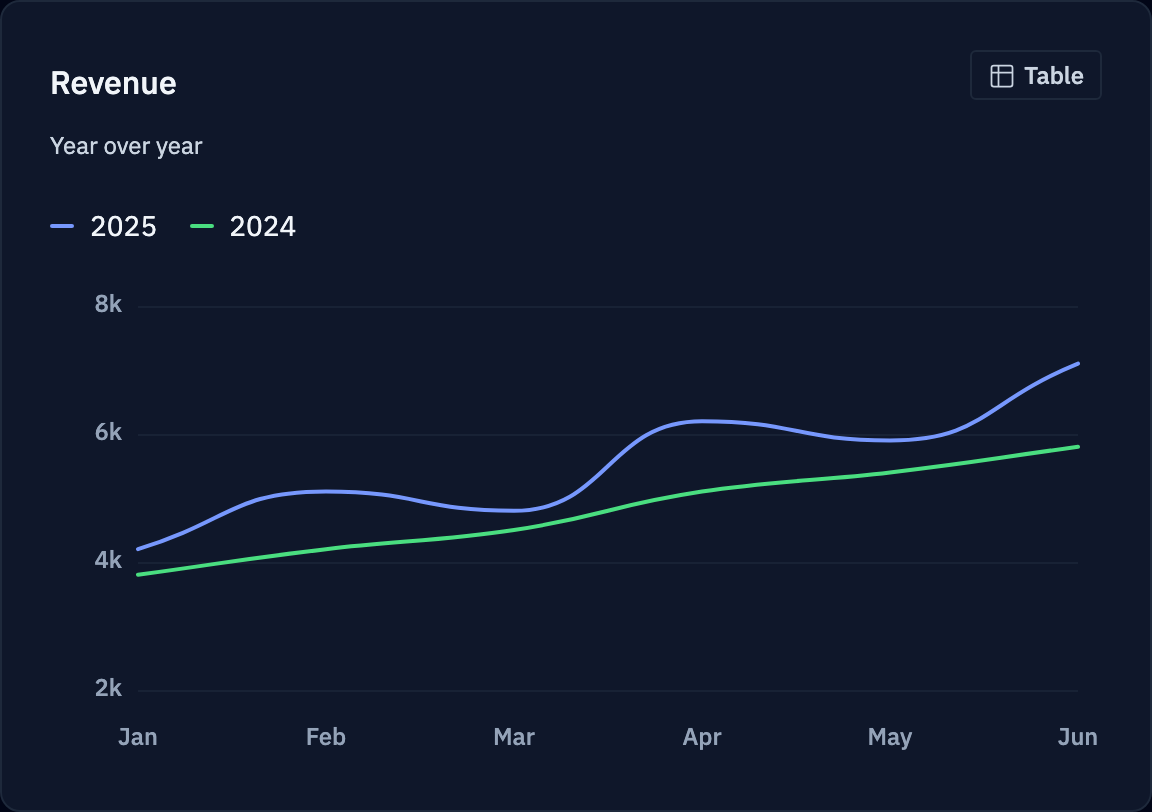 Revenue
Table
Year over year
2025
2024
8k
6k
4k
2k
Jan Feb Mar Apr May Jun